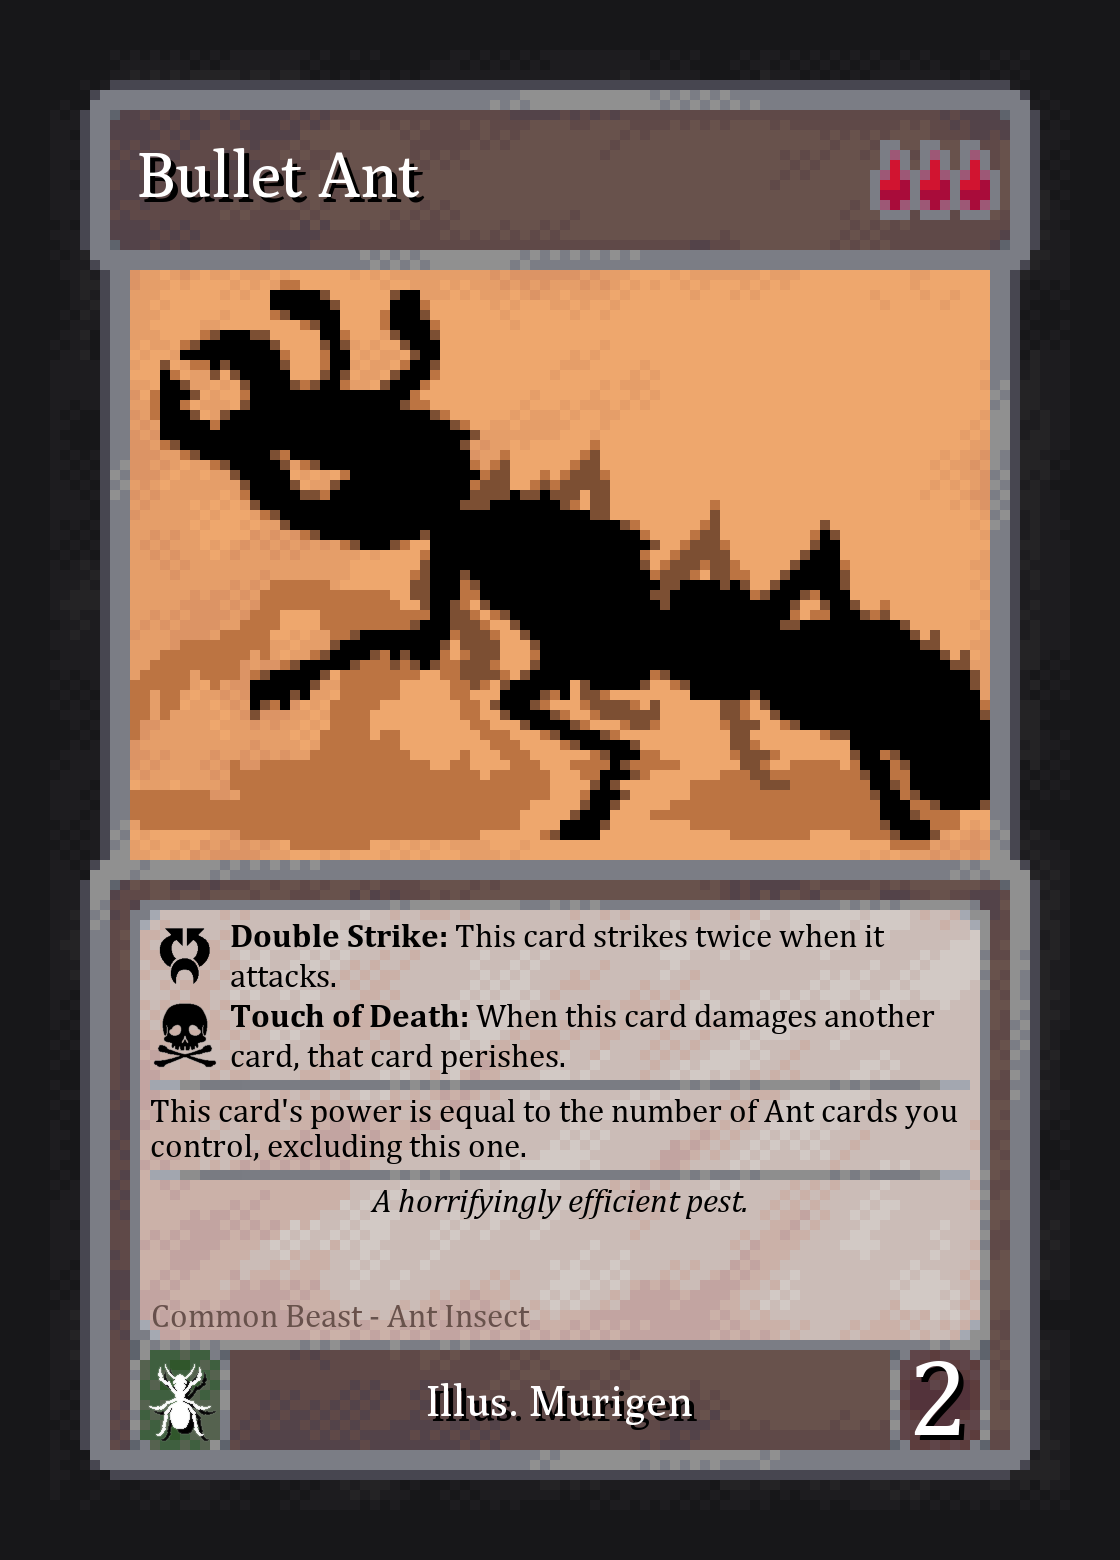 Bullet Ant
Double Strike: This card strikes twice when it
attacks.
Touch of Death: When this card damages another
card, that card perishes.
This card's power is equal to the number of Ant cards you
control, excluding this one.
A horrifyingly efficient pest.
Common Beast - Ant Insect
Illus. Murigen
2